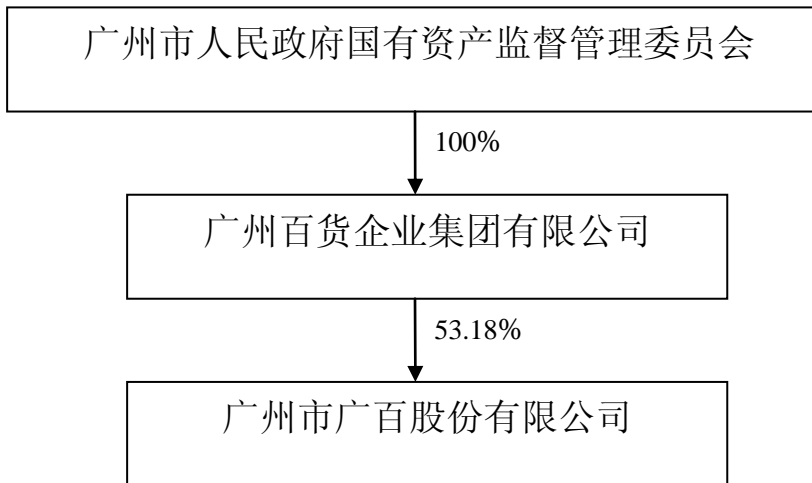 广州市人民政府国有资产监督管理委员会
100%
广州百货企业集团有限公司
53.18%
广州市广百股份有限公司